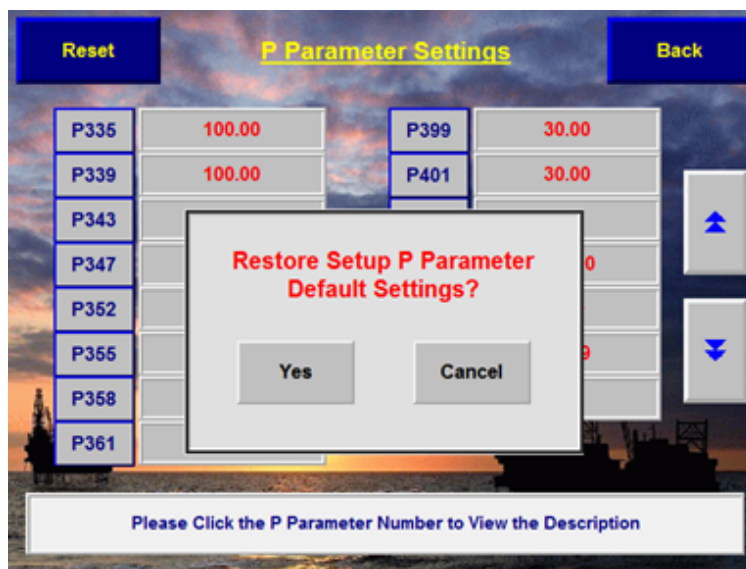 Reset
P Parameter Settings
Back
P335 100.00 P399 30.00
P339 100.00 P401 30.00
P343
P347 0
P352
P355 9
P358
P361
Restore Setup P Parameter
Default Settings?
Yes Cancel
Please Click the P Parameter Number to View the Description